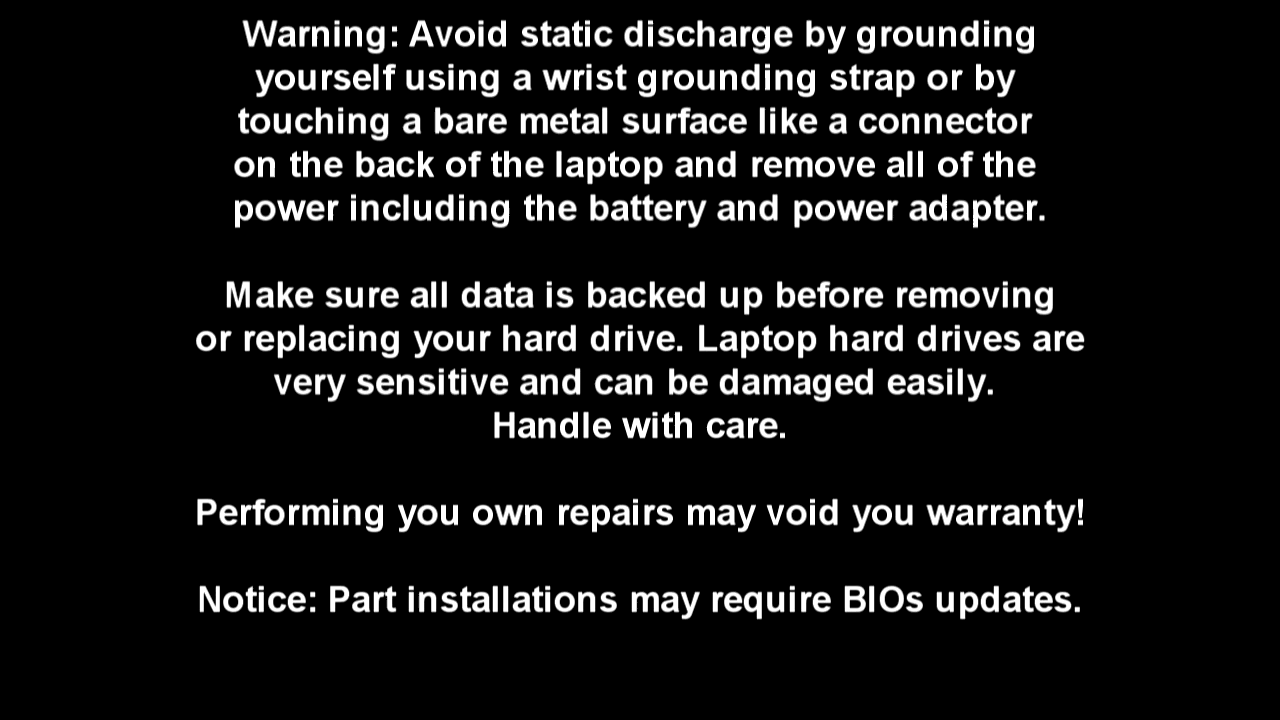 Warning: Avoid static discharge by grounding
yourself using a wrist grounding strap or by
touching a bare metal surface like a connector
on the back of the laptop and remove all of the
power including the battery and power adapter.
Make sure all data is backed up before removing
or replacing your hard drive. Laptop hard drives are
very sensitive and can be damaged easily.
Handle with care.
Performing you own repairs may void you warranty!
Notice: Part installations may require BIOs updates.